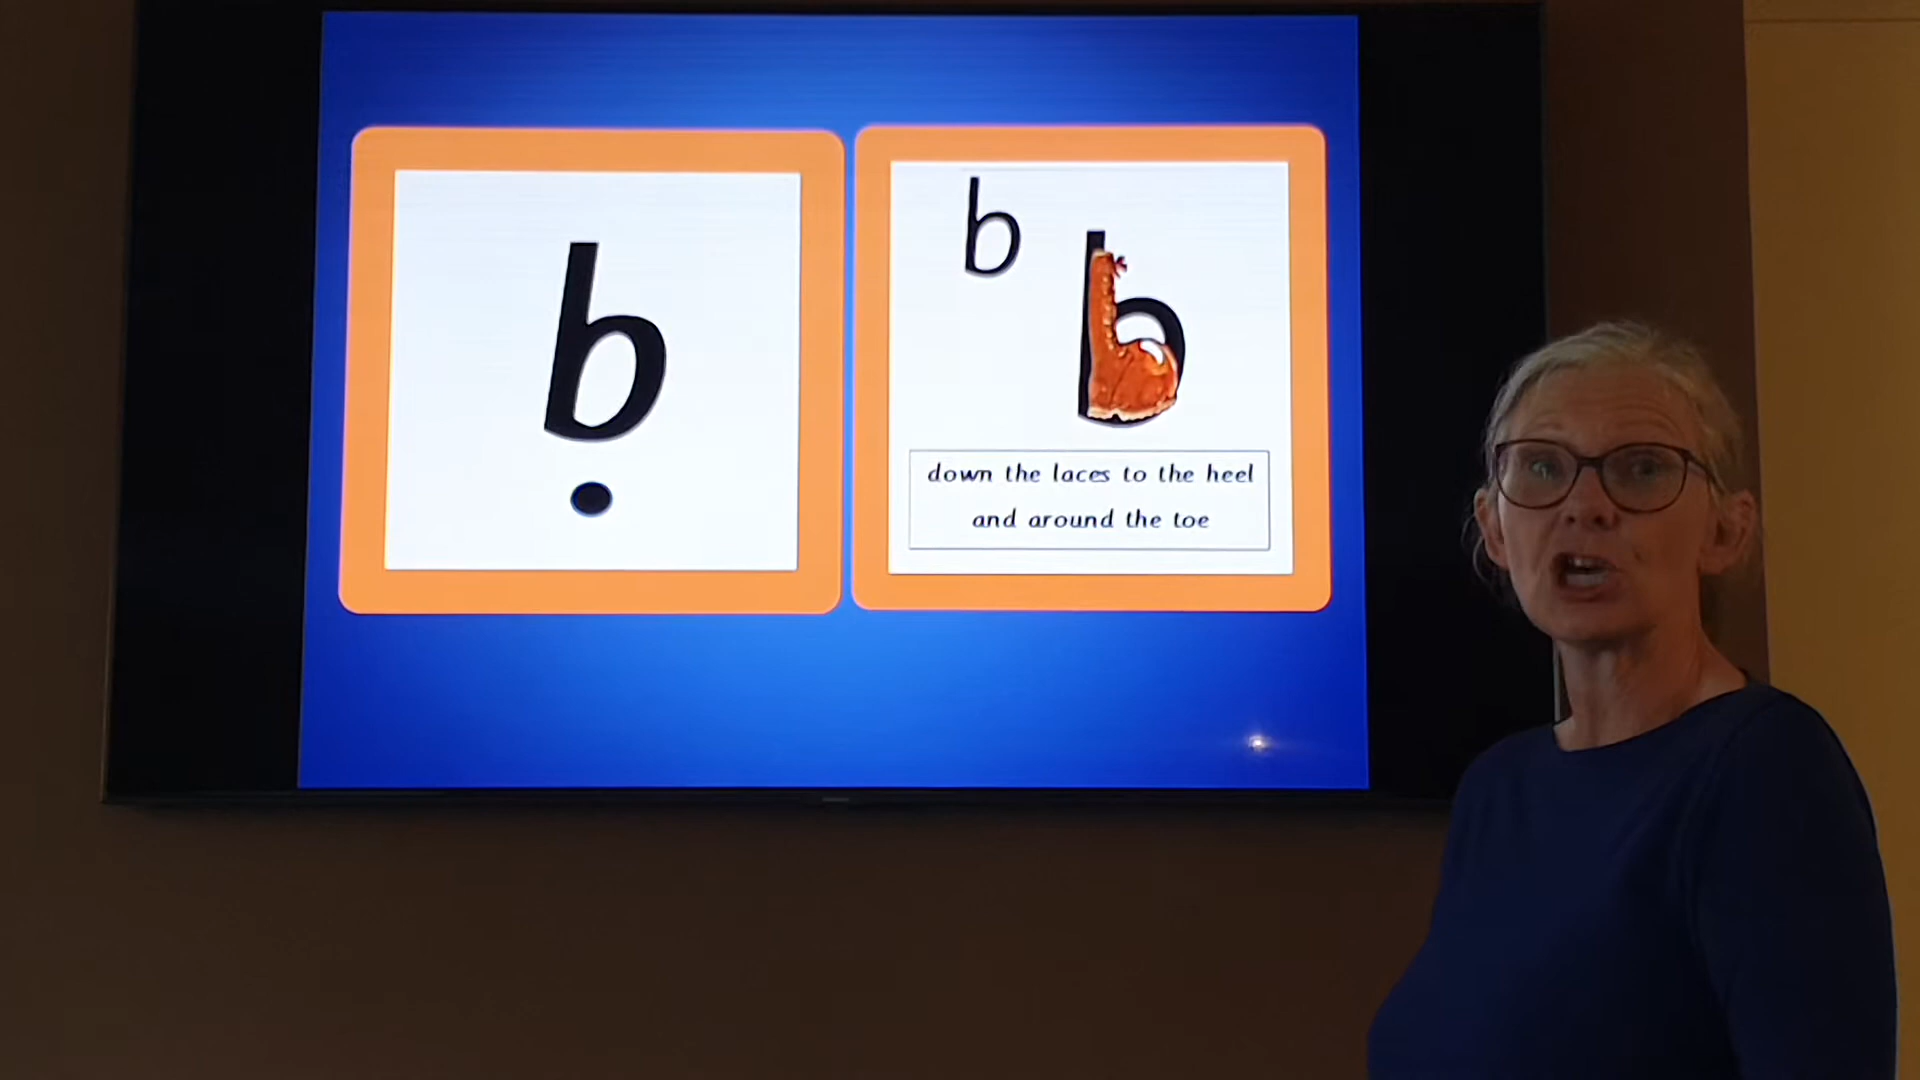 b
b
b
down the laces to the heel
and around the toe